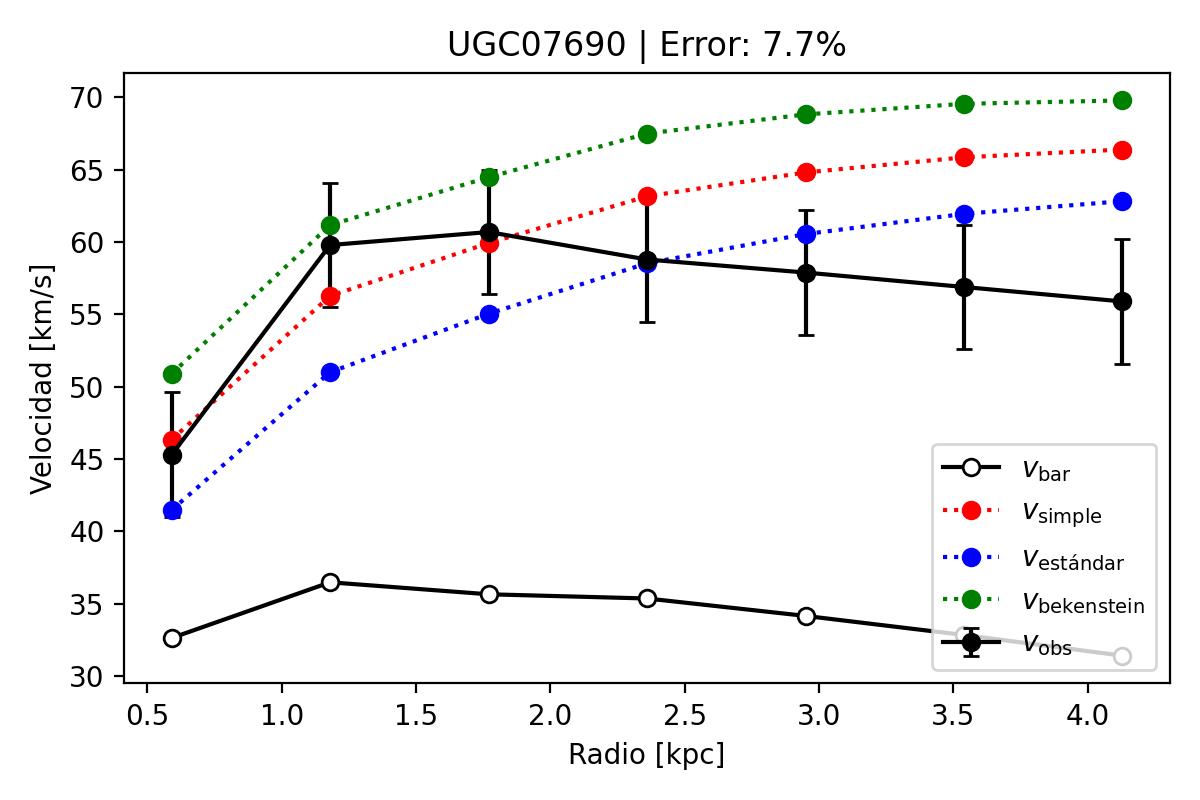 UGC07690 | Error: 7.7%
Velocidad [km/s]
70
65
60
55
50
45
40
35
30
v_bar
v_simple
v_estándar
v_bekenstein
v_obs
0.5 1.0 1.5 2.0 2.5 3.0 3.5 4.0
Radio [kpc]